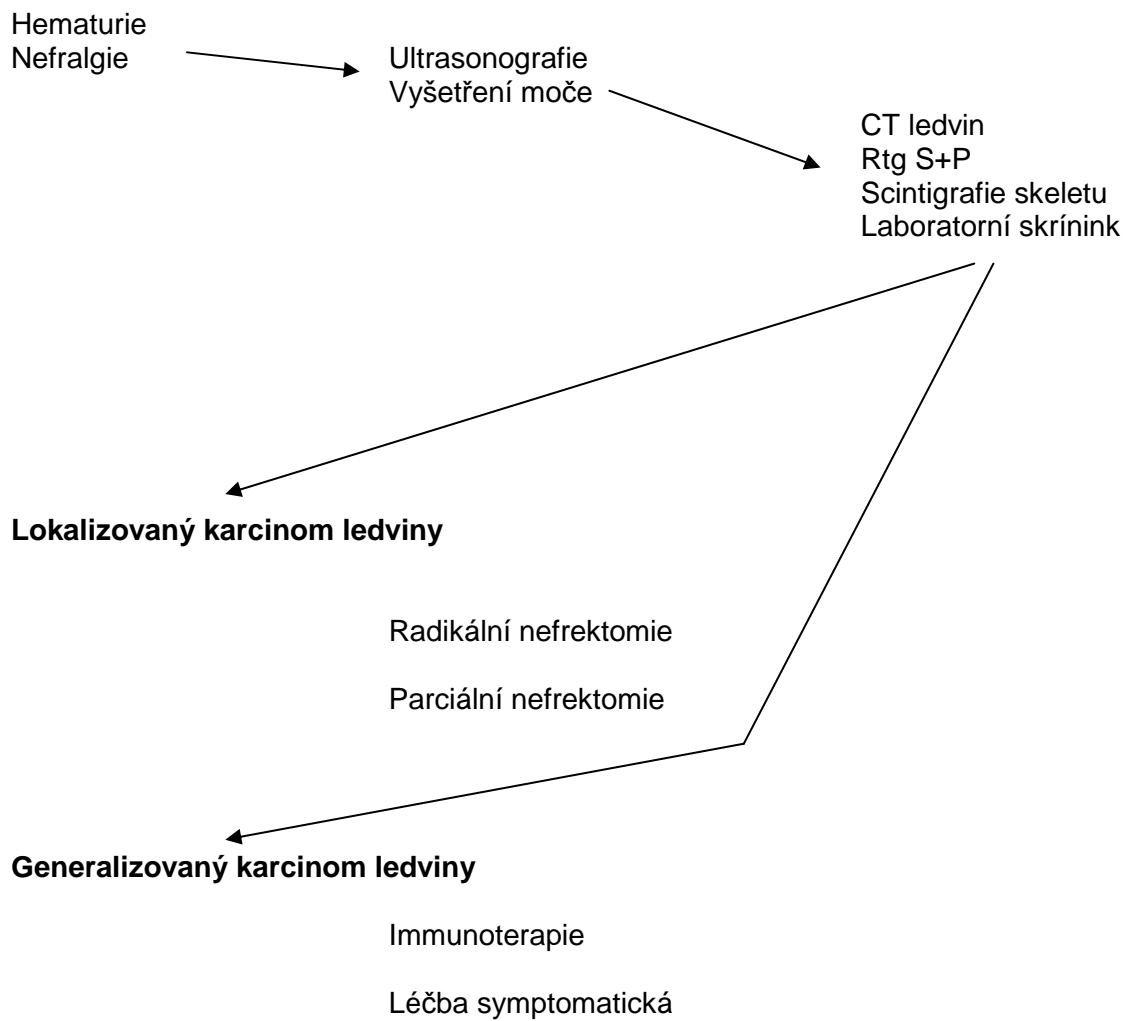 Hematurie
Nefralgie
Ultrasonografie
Vyšetření moče
CT ledvin
Rtg S+P
Scintigrafie skeletu
Laboratorní skrínink
Lokalizovaný karcinom ledviny
Radikální nefrektomie
Parciální nefrektomie
Generalizovaný karcinom ledviny
Immunoterapie
Léčba symptomatická